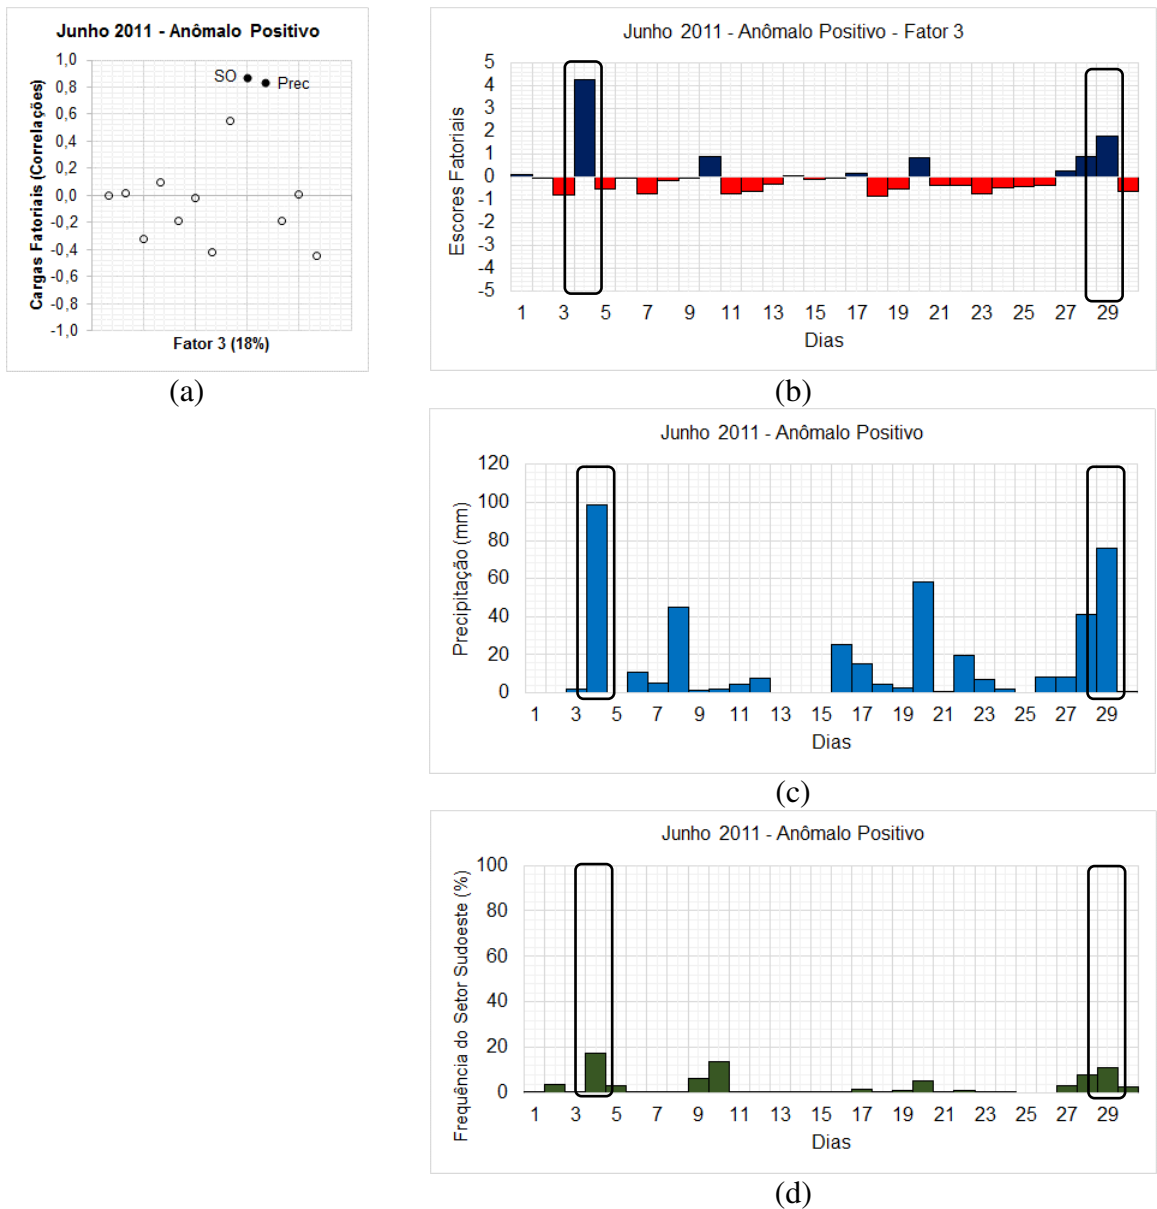 Junho 2011 - Anômalo Positivo
Cargas Fatoriais (Correlações)
1,0
0,8
0,6
0,4
0,2
0,0
-0,2
-0,4
-0,6
-0,8
-1,0
SO
Prec
Fator 3 (18%)
(a)
Junho 2011 - Anômalo Positivo - Fator 3
Escores Fatoriais
5
4
3
2
1
0
-1
-2
-3
-4
-5
1 3 5 7 9 11 13 15 17 19 21 23 25 27 29
Dias
(b)
Junho 2011 - Anômalo Positivo
Precipitação (mm)
120
100
80
60
40
20
0
1 3 5 7 9 11 13 15 17 19 21 23 25 27 29
Dias
(c)
Junho 2011 - Anômalo Positivo
Frequência do Setor Sudoeste (%)
100
80
60
40
20
0
1 3 5 7 9 11 13 15 17 19 21 23 25 27 29
Dias
(d)